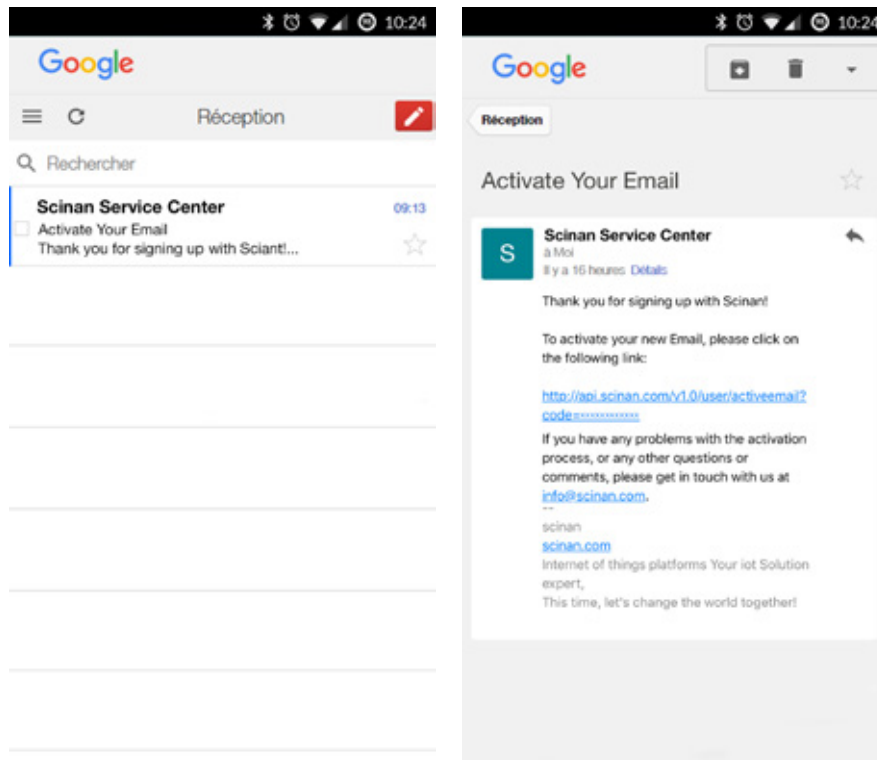 10:24
Google
Réception
Rechercher
Scinan Service Center
09:13
Activate Your Email
Thank you for signing up with Sciant!...
10:24
Google
Réception
Activate Your Email
S
Scinan Service Center
à Moi
Il y a 16 heures Détails
Thank you for signing up with Scinan!
To activate your new Email, please click on
the following link:
http://api.scinan.com/v1.0/user/activeemail?
code=
If you have any problems with the activation
process, or any other questions or
comments, please get in touch with us at
info@scinan.com.
--
scinan
scinan.com
Internet of things platforms Your iot Solution
expert,
This time, let's change the world together!